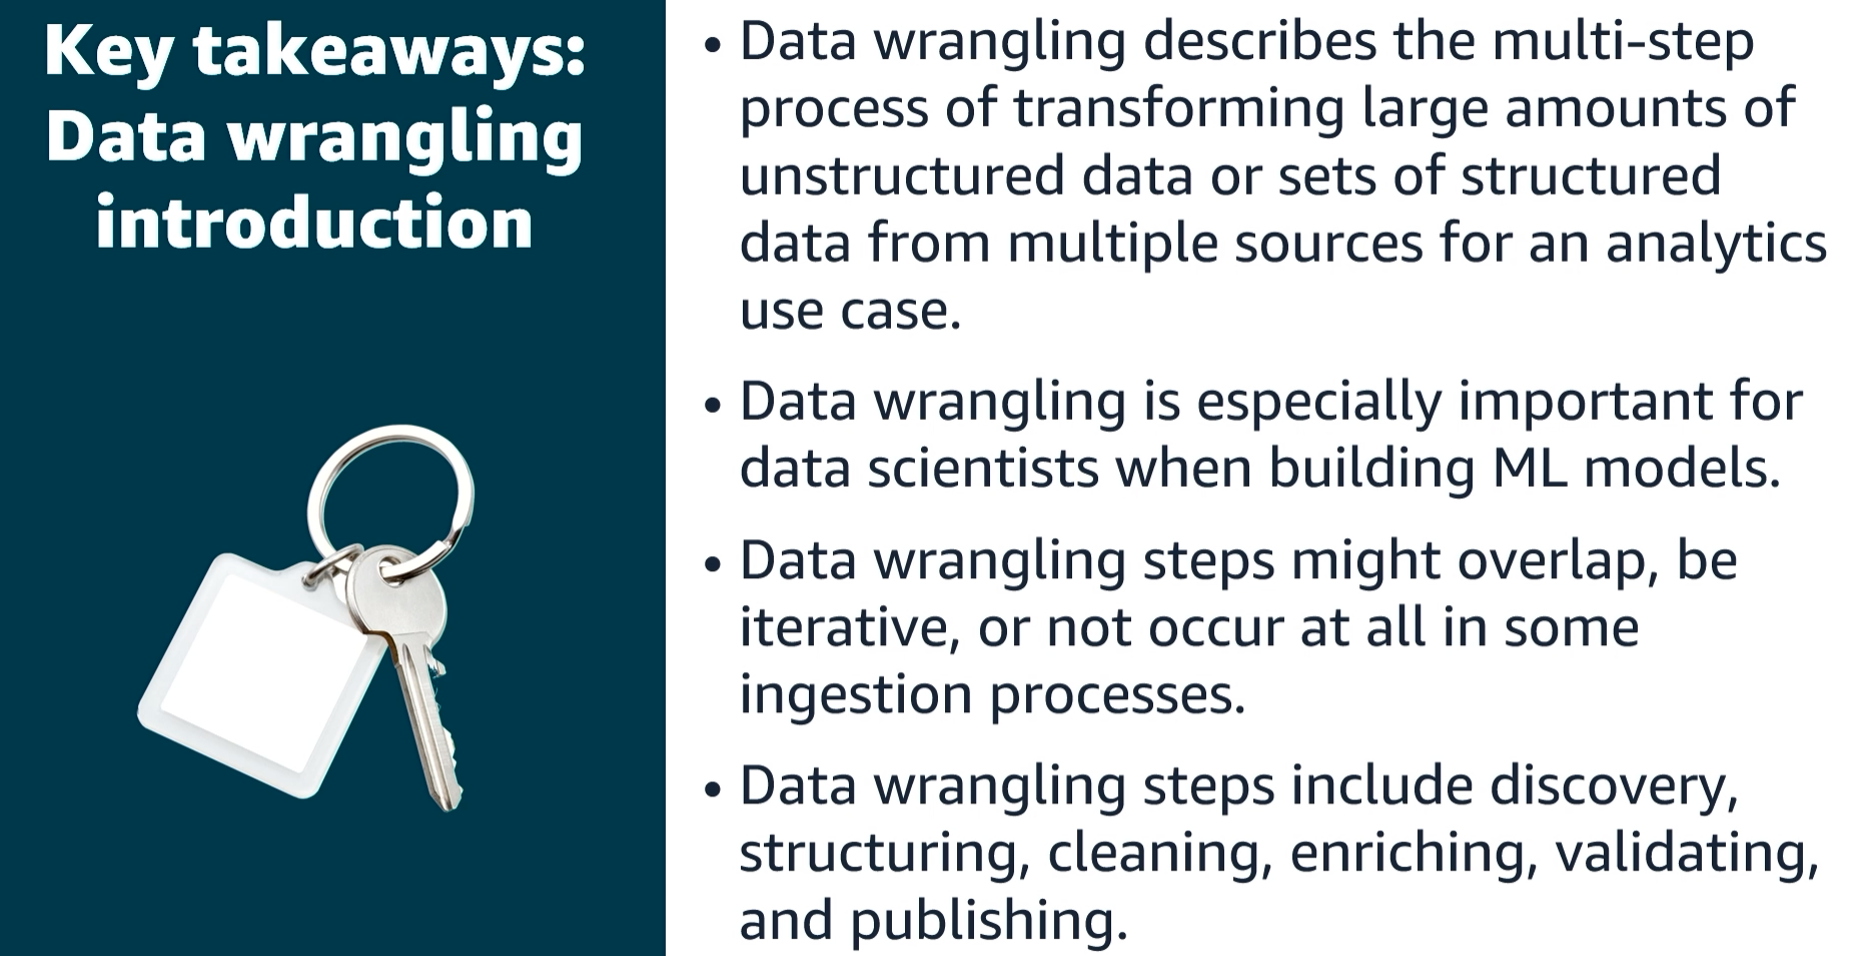 Key takeaways:
Data wrangling
introduction
• Data wrangling describes the multi-step
process of transforming large amounts of
unstructured data or sets of structured
data from multiple sources for an analytics
use case.
• Data wrangling is especially important for
data scientists when building ML models.
• Data wrangling steps might overlap, be
iterative, or not occur at all in some
ingestion processes.
• Data wrangling steps include discovery,
structuring, cleaning, enriching, validating,
and publishing.